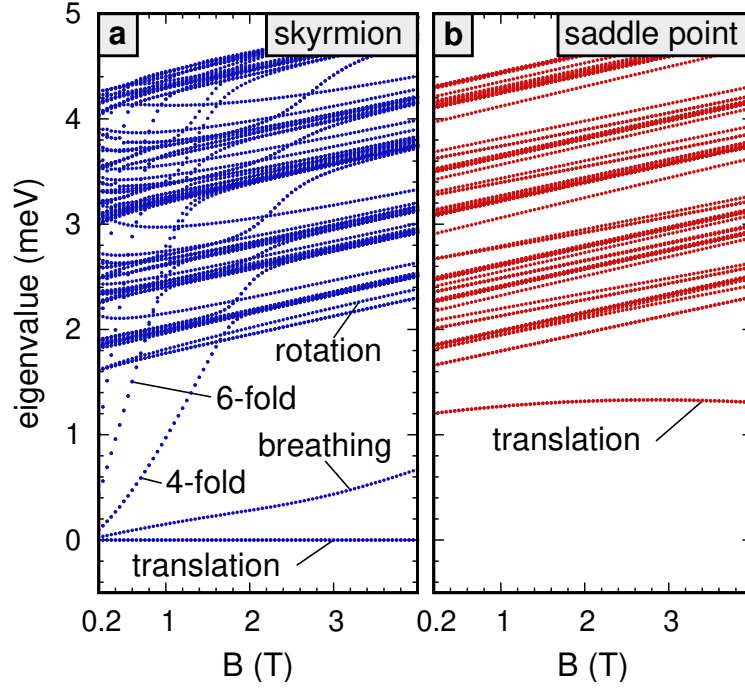 a skyrmion
b saddle point
eigenvalue (meV)
5
4
3
2
1
0
rotation
6-fold
breathing
4-fold
translation
translation
0.2 1 2 3
0.2 1 2 3
B (T)
B (T)